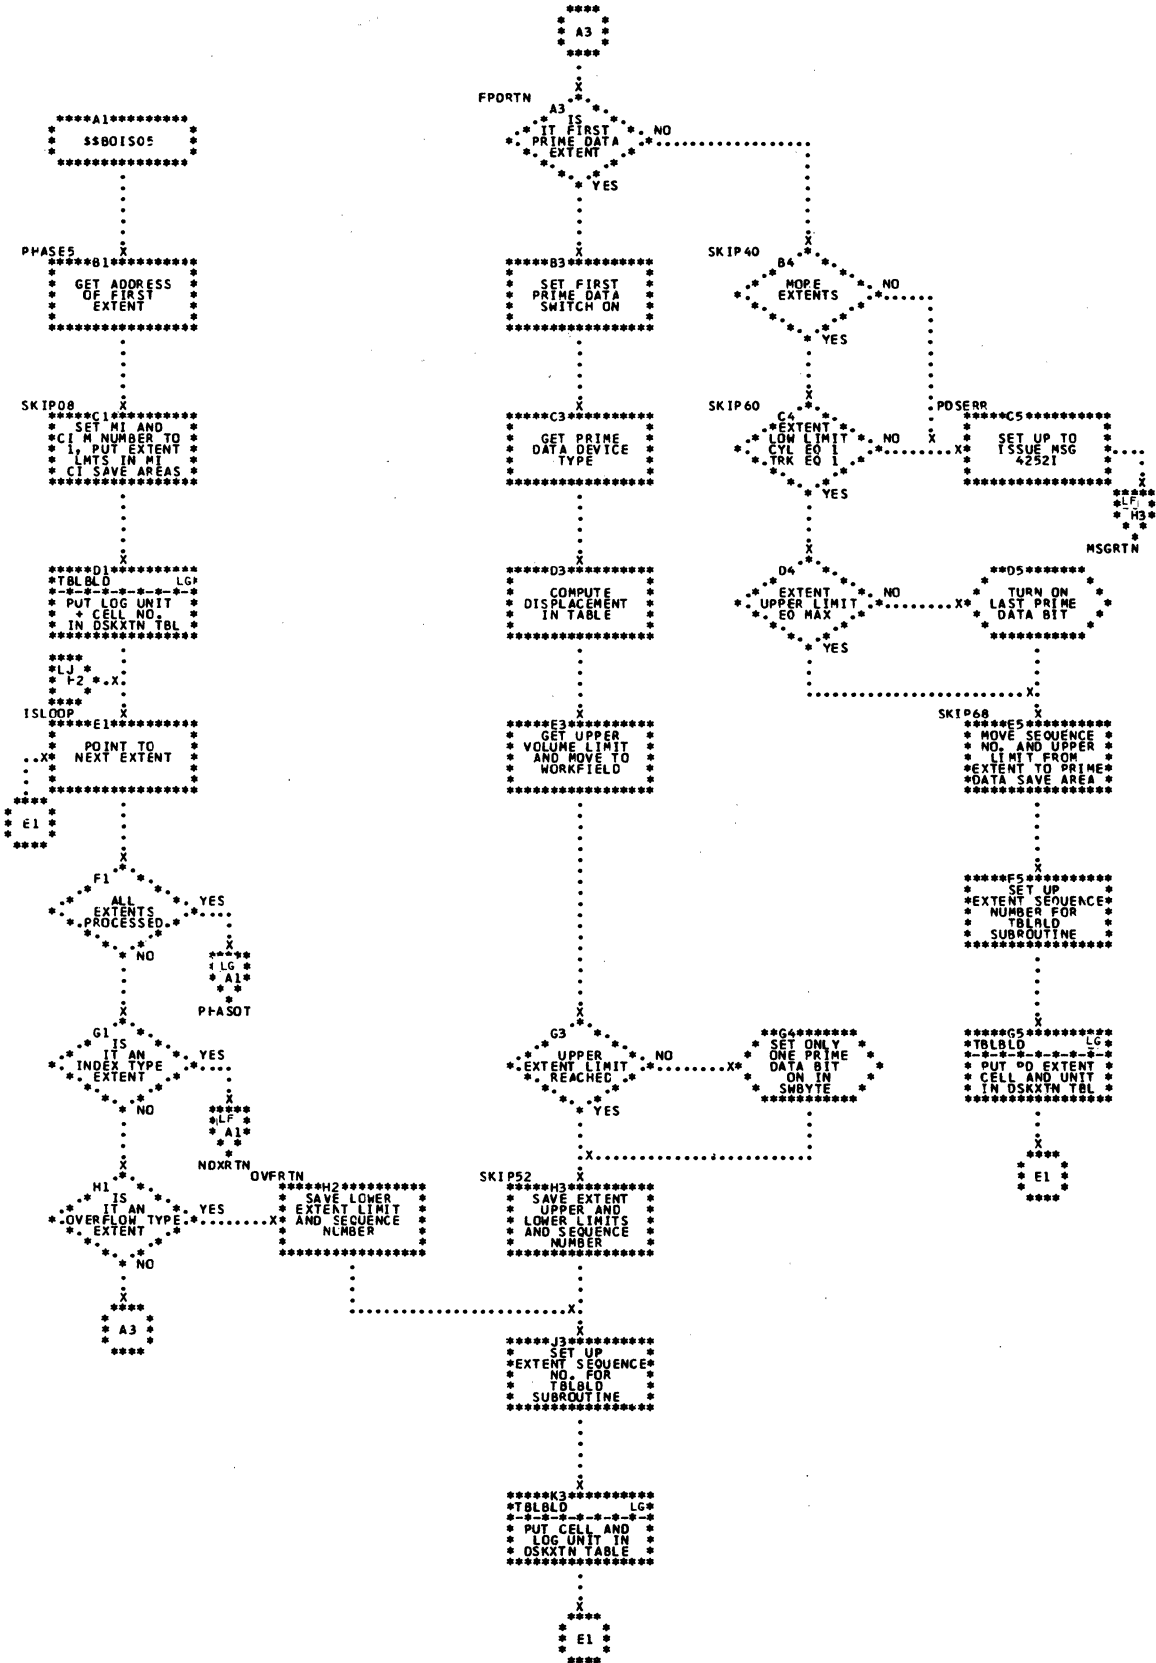 A3
FPDRTN
A3
IS
IT FIRST
PRIME DATA
EXTENT
NO
YES
A1
$$BOIS05
PHASE5
B1
GET ADDRESS
OF FIRST
EXTENT
B3
SET FIRST
PRIME DATA
SWITCH ON
SKIP40
B4
MORE
EXTENTS
NO
YES
SKIP08
C1
SET MI AND
CI M NUMBER TO
1, PUT EXTENT
LMTS IN MI
CI SAVE AREAS
C3
GET PRIME
DATA DEVICE
TYPE
SKIP60
C4
EXTENT
LOW LIMIT
CYL EQ 1
TRK EQ 1
NO
YES
PDSERR
C5
SET UP TO
ISSUE MSG
4252I
LF
H3
MSGRTN
D1
TBLBLD LG
PUT LOG UNIT
+ CELL NO.
IN DSKXTN TBL
D3
COMPUTE
DISPLACEMENT
IN TABLE
D4
EXTENT
UPPER LIMIT
EQ MAX
NO
YES
D5
TURN ON
LAST PRIME
DATA BIT
LJ
ISLOOP
E1
POINT TO
NEXT EXTENT
E1
E3
GET UPPER
VOLUME LIMIT
AND MOVE TO
WORKFIELD
SKIP68
E5
MOVE SEQUENCE
NO. AND UPPER
LIMIT FROM
EXTENT TO PRIME
DATA SAVE AREA
F1
ALL
EXTENTS
PROCESSED
YES
NO
LG
A1
PHASOT
F5
SET UP
EXTENT SEQUENCE
NUMBER FOR
TBLBLD
SUBROUTINE
G1
IS
IT AN
INDEX TYPE
EXTENT
YES
NO
LF
A1
NDXRTN
G3
UPPER
EXTENT LIMIT
REACHED
NO
YES
G4
SET ONLY
ONE PRIME
DATA BIT
ON IN
SWBYTE
G5
TBLBLD LG
PUT PD EXTENT
CELL AND UNIT
IN DSKXTN TBL
E1
H1
IS
IT AN
OVERFLOW TYPE
EXTENT
YES
NO
OVFRTN
H2
SAVE LOWER
EXTENT LIMIT
AND SEQUENCE
NUMBER
SKIP52
H3
SAVE EXTENT
UPPER AND
LOWER LIMITS
AND SEQUENCE
NUMBER
A3
J3
SET UP
EXTENT SEQUENCE
NO. FOR
TBLBLD
SUBROUTINE
K3
TBLBLD LG
PUT CELL AND
LOG UNIT IN
DSKXTN TABLE
E1